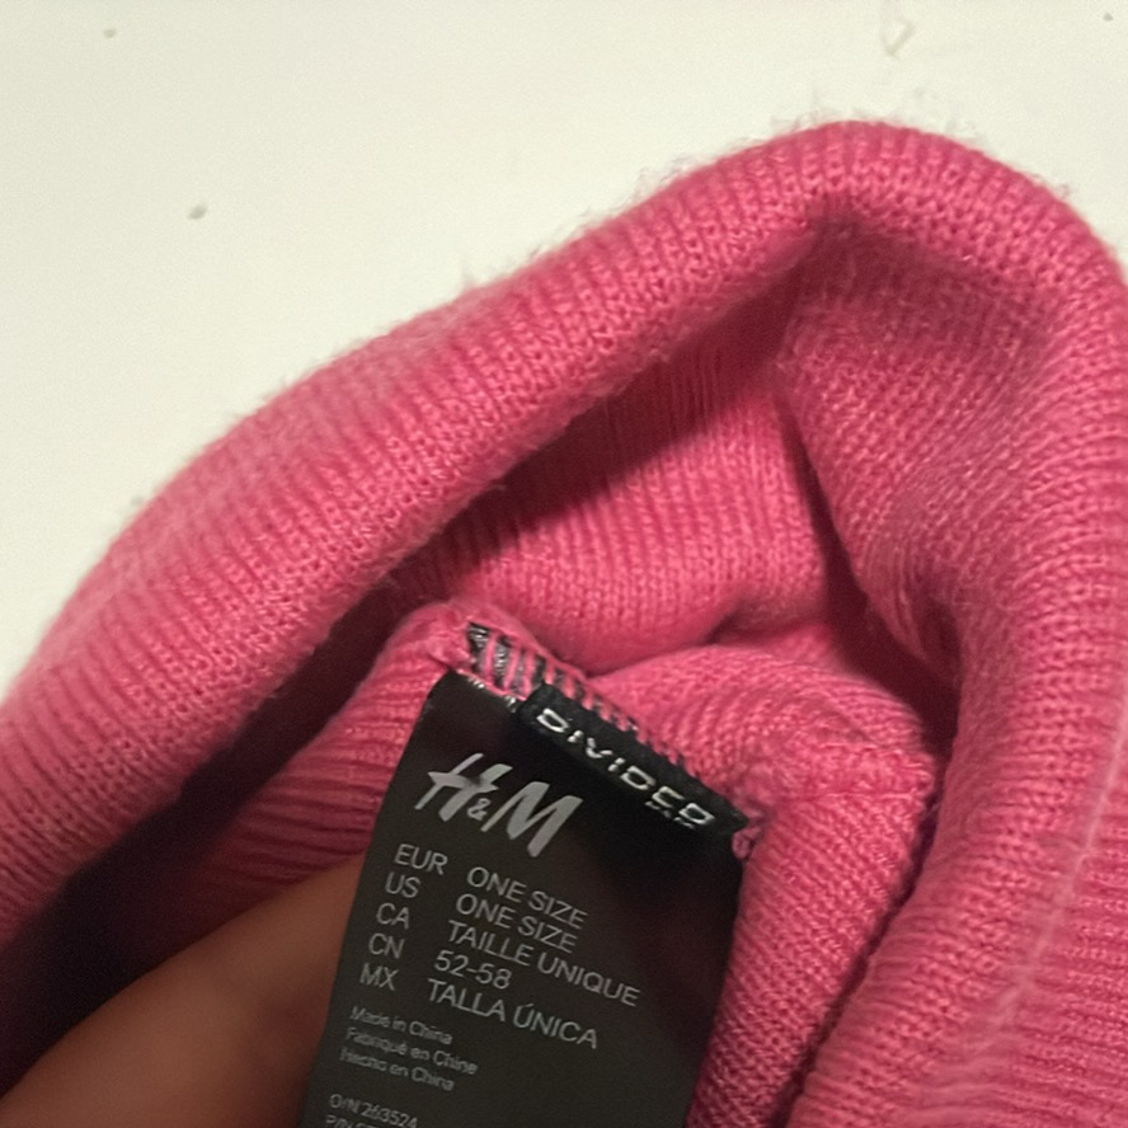 DIVIDED
H&M
EUR ONE SIZE
US ONE SIZE
CA TAILLE UNIQUE
CN 52-58
MX TALLA ÚNICA
Made in China
Fabriqué en Chine
Hecho en China
O/N 263524